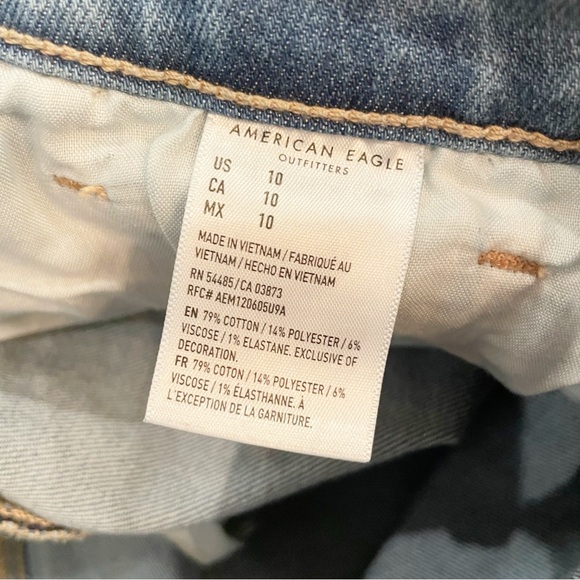 AMERICAN EAGLE
OUTFITTERS
US 10
CA 10
MX 10
MADE IN VIETNAM / FABRIQUÉ AU
VIETNAM / HECHO EN VIETNAM
RN 54485 / CA 03873
RFC# AEM120605U9A
EN 79% COTTON / 14% POLYESTER / 6%
VISCOSE / 1% ELASTANE. EXCLUSIVE OF
DECORATION.
FR 79% COTON / 14% POLYESTER / 6%
VISCOSE / 1% ÉLASTHANNE. À
L'EXCEPTION DE LA GARNITURE.